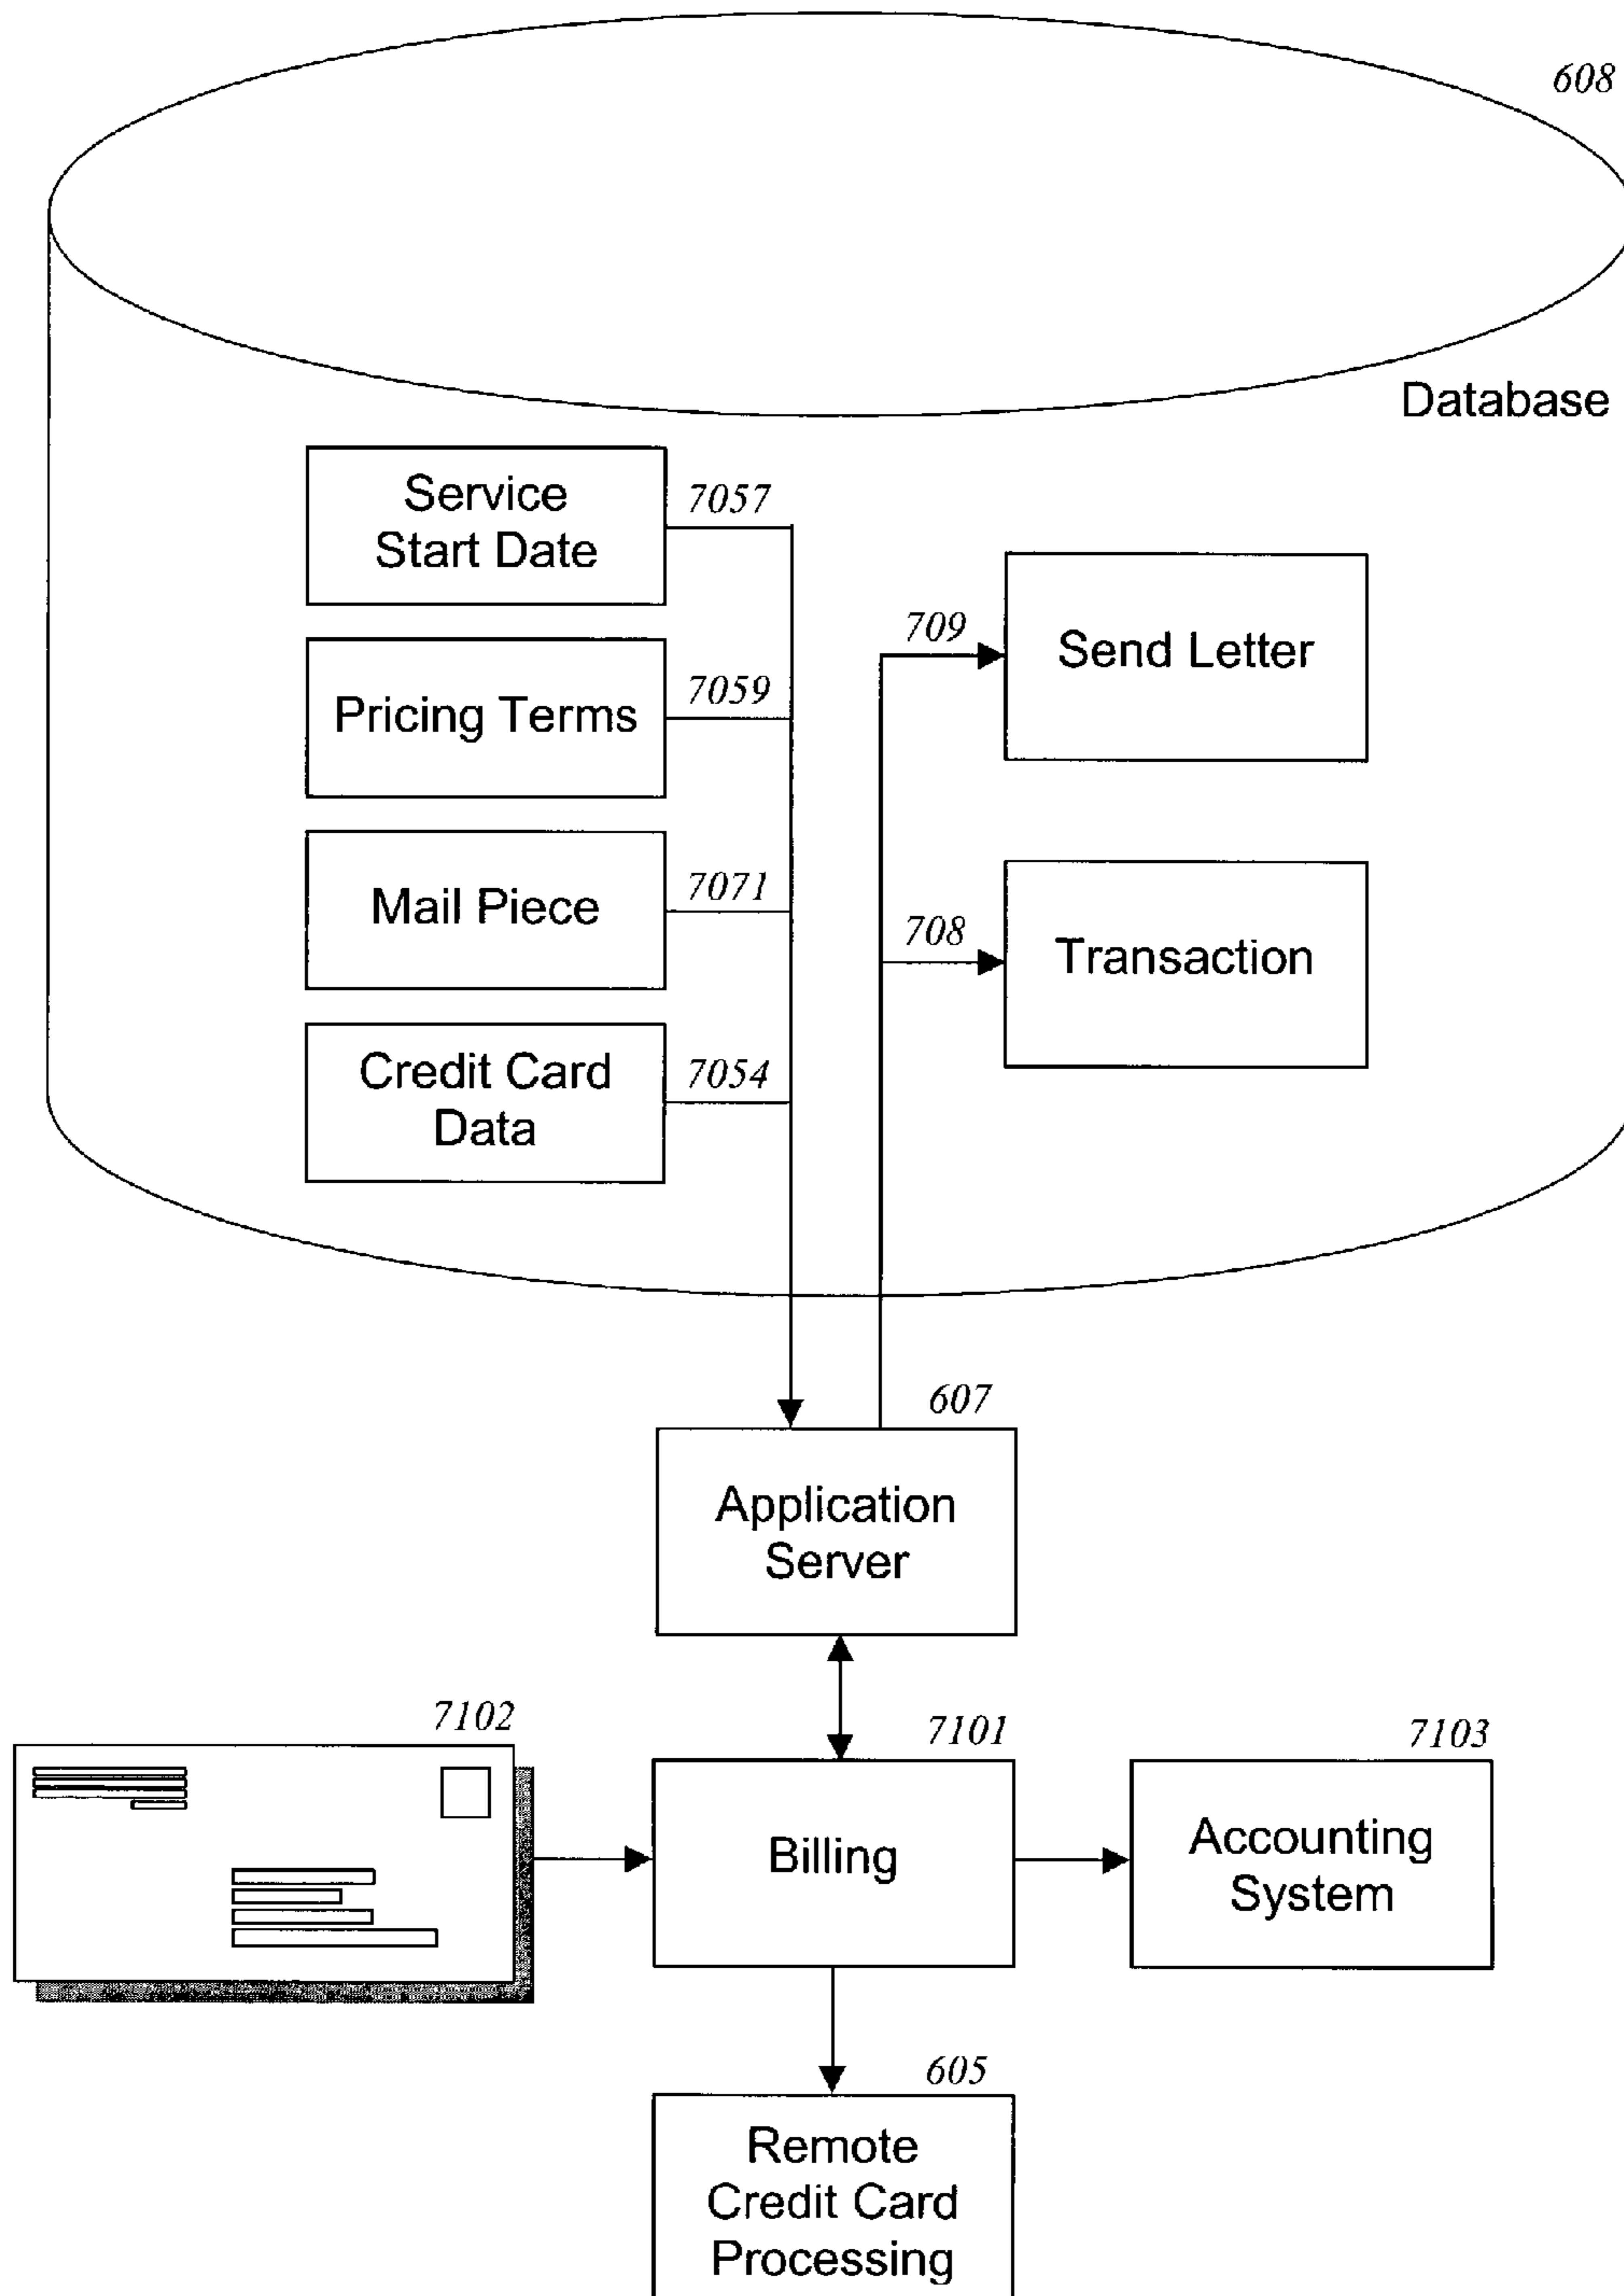 608
Database
Service
Start Date
7057
Pricing Terms
7059
Mail Piece
7071
Credit Card
Data
7054
709
Send Letter
708
Transaction
607
Application
Server
7102
7101
Billing
7103
Accounting
System
605
Remote
Credit Card
Processing